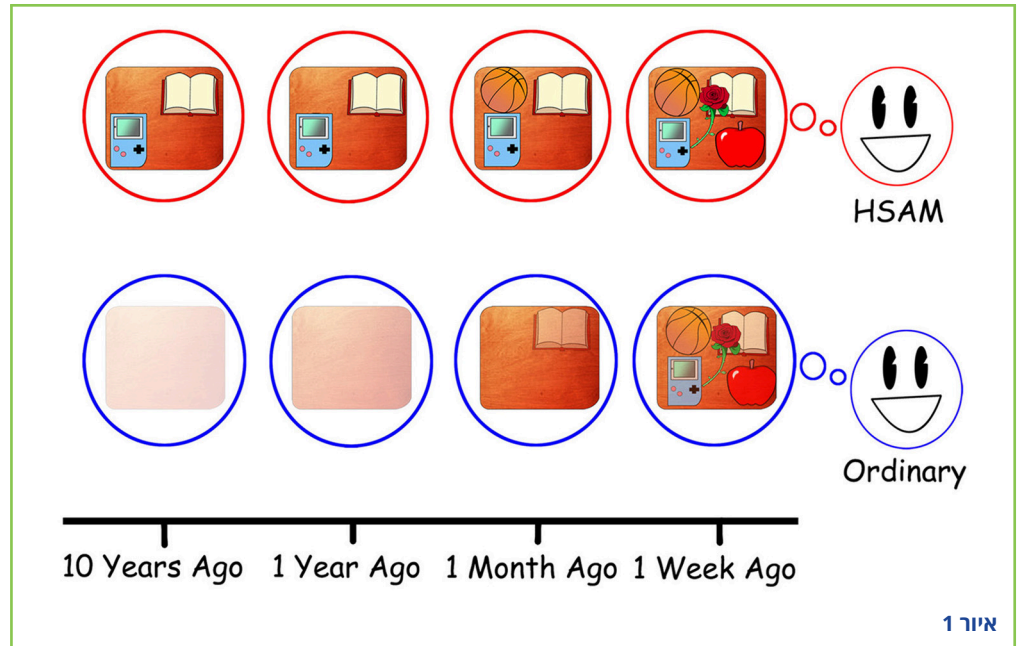 HSAM
Ordinary
10 Years Ago 1 Year Ago 1 Month Ago 1 Week Ago
איור 1